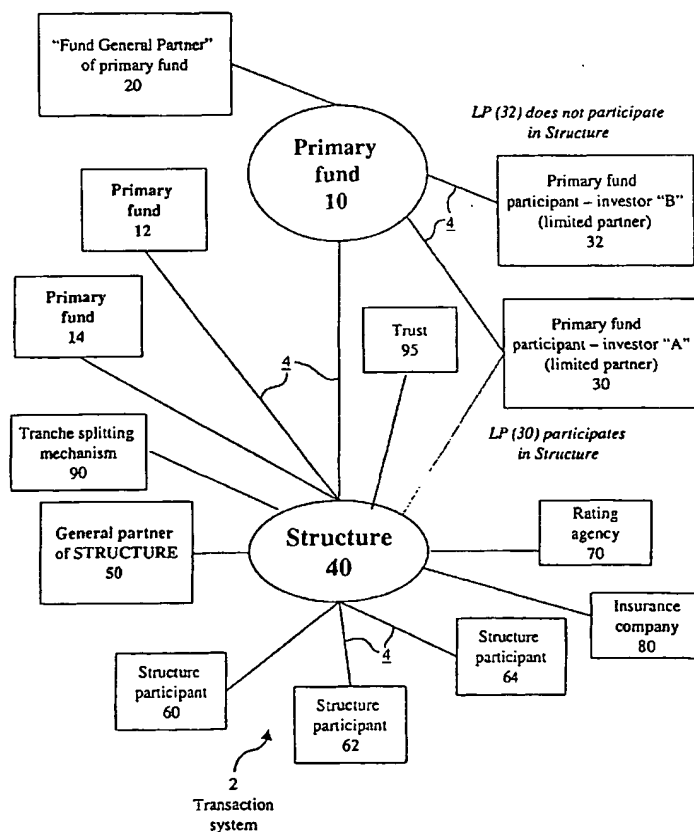 "Fund General Partner"
of primary fund
20
LP (32) does not participate
in Structure
Primary
fund
10
Primary
fund
12
4
Primary fund
participant – investor "B"
(limited partner)
32
4
Primary
fund
14
4
Trust
95
Primary fund
participant – investor "A"
(limited partner)
30
LP (30) participates
in Structure
Tranche splitting
mechanism
90
General partner
of STRUCTURE
50
Structure
40
Rating
agency
70
Insurance
company
80
4
Structure
participant
60
Structure
participant
62
Structure
participant
64
2
Transaction
system